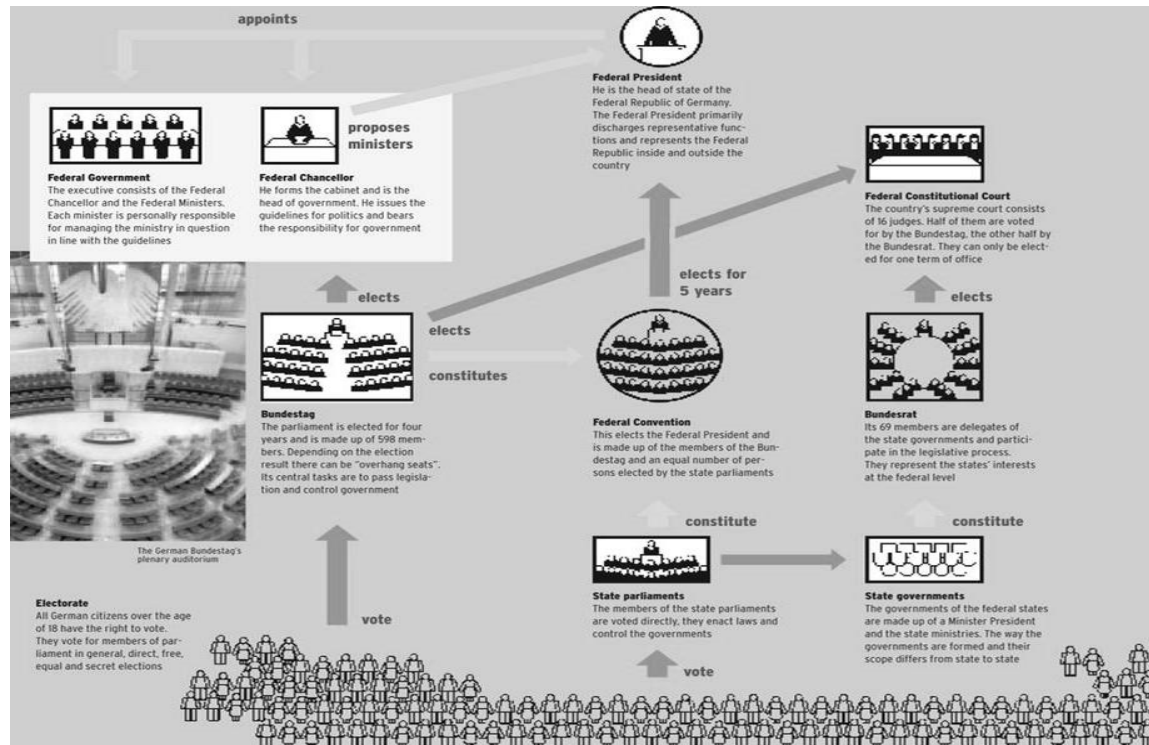 appoints
Federal President
He is the head of state of the
Federal Republic of Germany.
The Federal President primarily
discharges representative func-
tions and represents the Federal
Republic inside and outside the
country
proposes
ministers
Federal Government
The executive consists of the Federal
Chancellor and the Federal Ministers.
Each minister is personally responsible
for managing the ministry in question
in line with the guidelines
Federal Chancellor
He forms the cabinet and is the
head of government. He issues the
guidelines for politics and bears
the responsibility for government
Federal Constitutional Court
The country's supreme court consists
of 16 judges. Half of them are voted
for by the Bundestag, the other half by
the Bundesrat. They can only be elect-
ed for one term of office
elects
elects
constitutes
elects for
5 years
elects
Bundestag
The parliament is elected for four
years and is made up of 598 mem-
bers. Depending on the election
result there can be "overhang seats".
Its central tasks are to pass legisla-
tion and control government
Federal Convention
This elects the Federal President and
is made up of the members of the Bun-
destag and an equal number of per-
sons elected by the state parliaments
Bundesrat
Its 69 members are delegates of
the state governments and partici-
pate in the legislative process.
They represent the states' interests
at the federal level
constitute
constitute
The German Bundestag's
plenary auditorium
State parliaments
The members of the state parliaments
are voted directly, they enact laws and
control the governments
State governments
The governments of the federal states
are made up of a Minister President
and the state ministries. The way the
governments are formed and their
scope differs from state to state
Electorate
All German citizens over the age
of 18 have the right to vote.
They vote for members of par-
liament in general, direct, free,
equal and secret elections
vote
vote